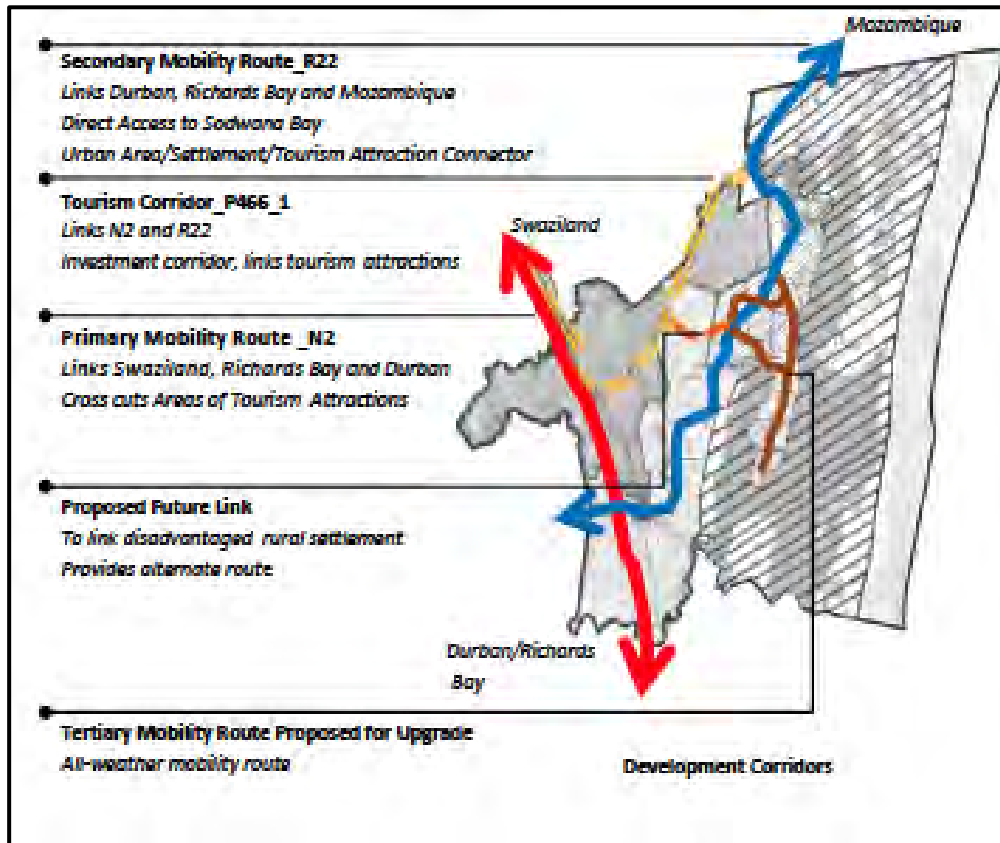 Mozambique
Secondary Mobility Route_R22
Links Durban, Richards Bay and Mozambique
Direct Access to Sodwana Bay
Urban Area/Settlement/Tourism Attraction Connector
Tourism Corridor_P466_1
Links N2 and R22
Investment corridor, links tourism attractions
Swaziland
Primary Mobility Route _N2
Links Swaziland, Richards Bay and Durban
Cross cuts Areas of Tourism Attractions
Proposed Future Link
To link disadvantaged rural settlement
Provides alternate route
Durban/Richards
Bay
Tertiary Mobility Route Proposed for Upgrade
All-weather mobility route
Development Corridors